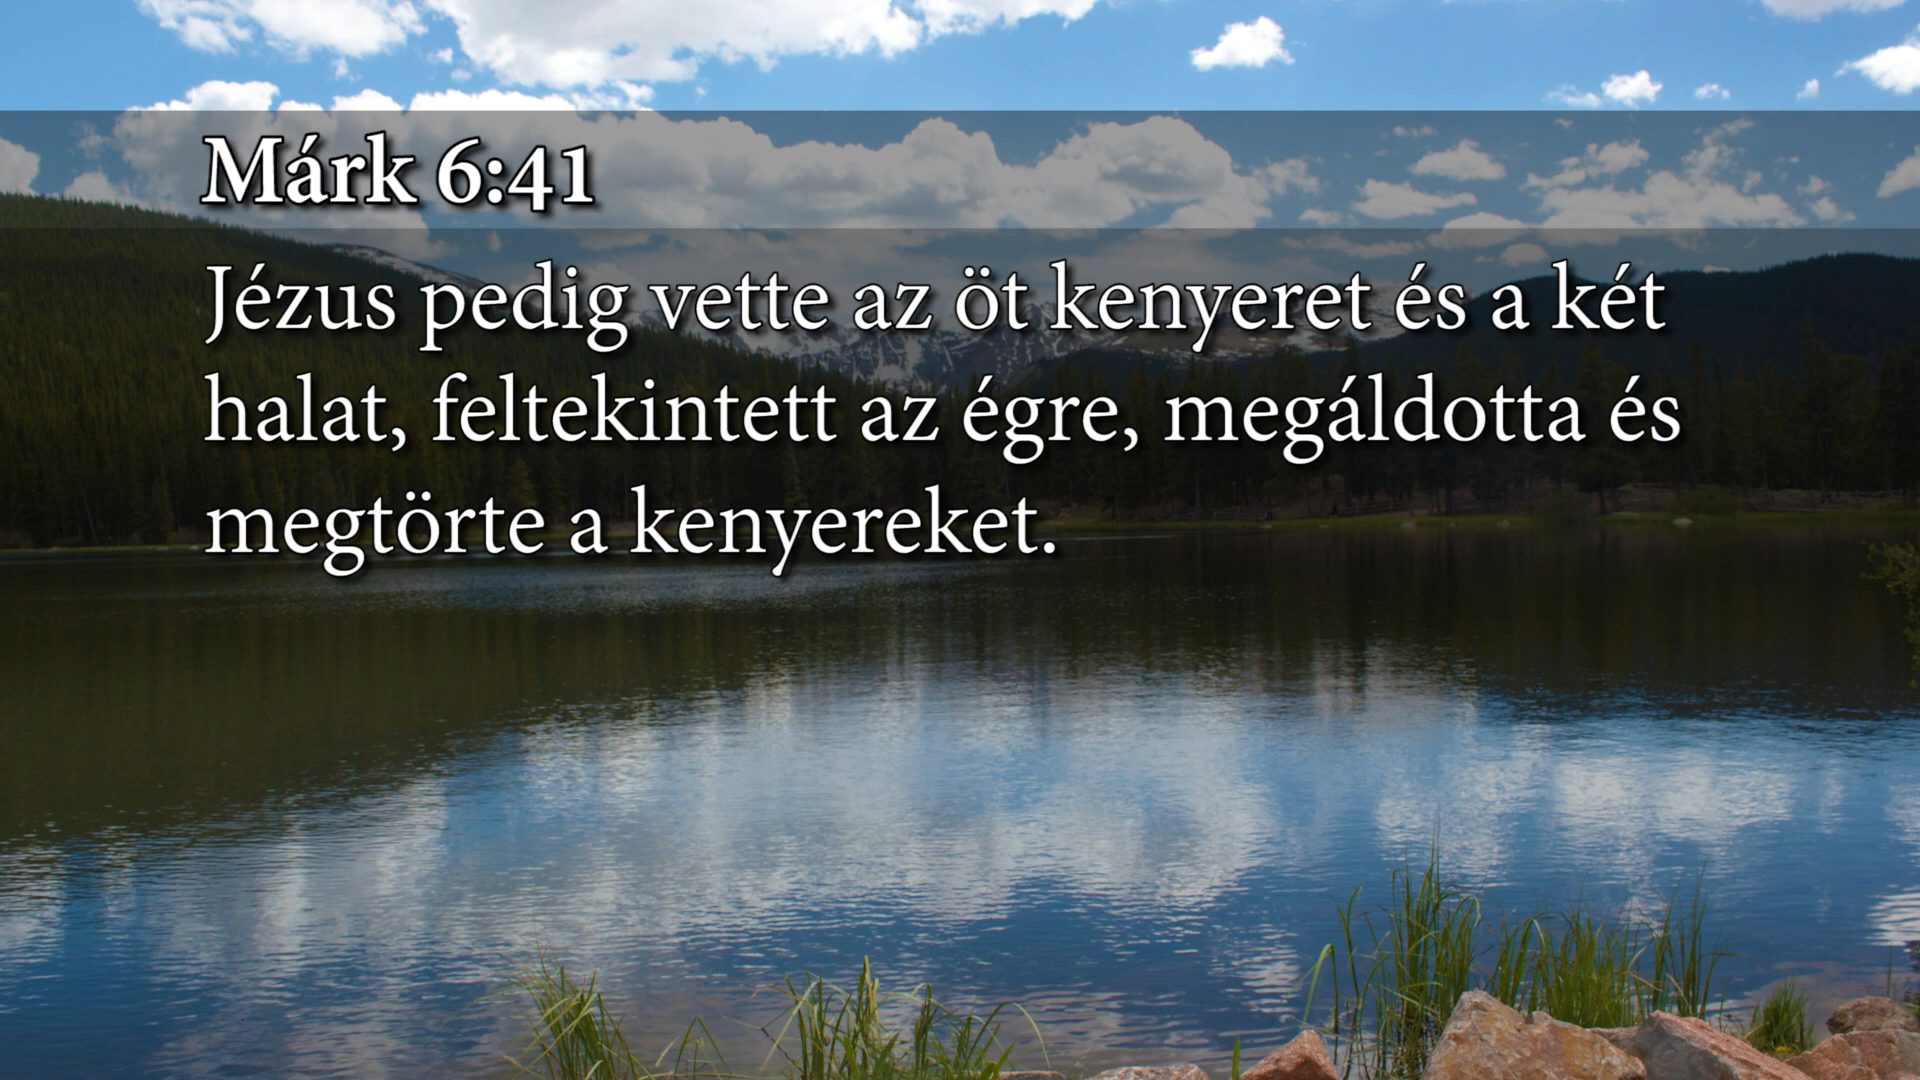 Márk 6:41
Jézus pedig vette az öt kenyeret és a két
halat, feltekintett az égre, megáldotta és
megtörte a kenyereket.